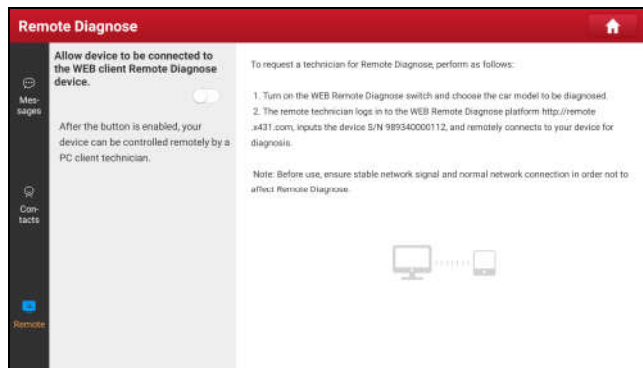 Remote Diagnose
Allow device to be connected to
the WEB client Remote Diagnose
device.
After the button is enabled, your
device can be controlled remotely by a
PC client technician.
Mes-
sages
Con-
tacts
Remote
To request a technician for Remote Diagnose, perform as follows:
1. Turn on the WEB Remote Diagnose switch and choose the car model to be diagnosed.
2. The remote technician logs in to the WEB Remote Diagnose platform http://remote
.x431.com, inputs the device S/N 989340000112, and remotely connects to your device for
diagnosis.
Note: Before use, ensure stable network signal and normal network connection in order not to
affect Remote Diagnose.